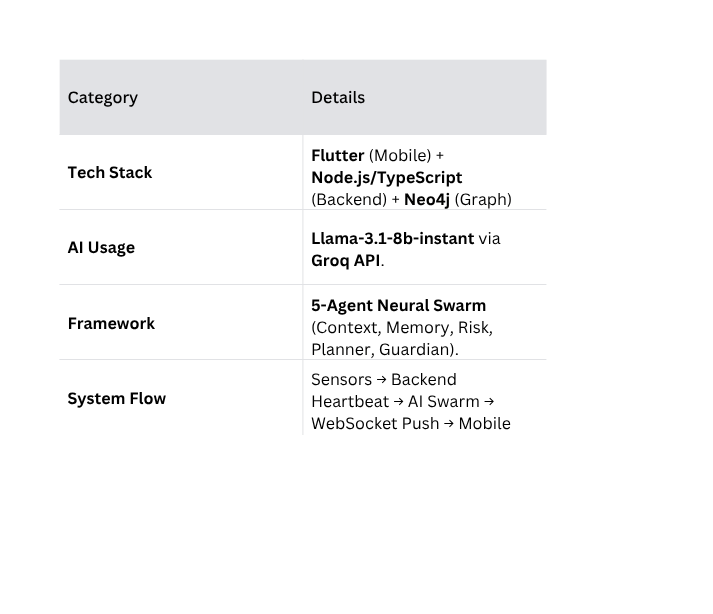 Category
Details
Tech Stack
Flutter (Mobile) +
Node.js/TypeScript
(Backend) + Neo4j (Graph)
AI Usage
Llama-3.1-8b-instant via
Groq API.
Framework
5-Agent Neural Swarm
(Context, Memory, Risk,
Planner, Guardian).
System Flow
Sensors → Backend
Heartbeat → AI Swarm →
WebSocket Push → Mobile